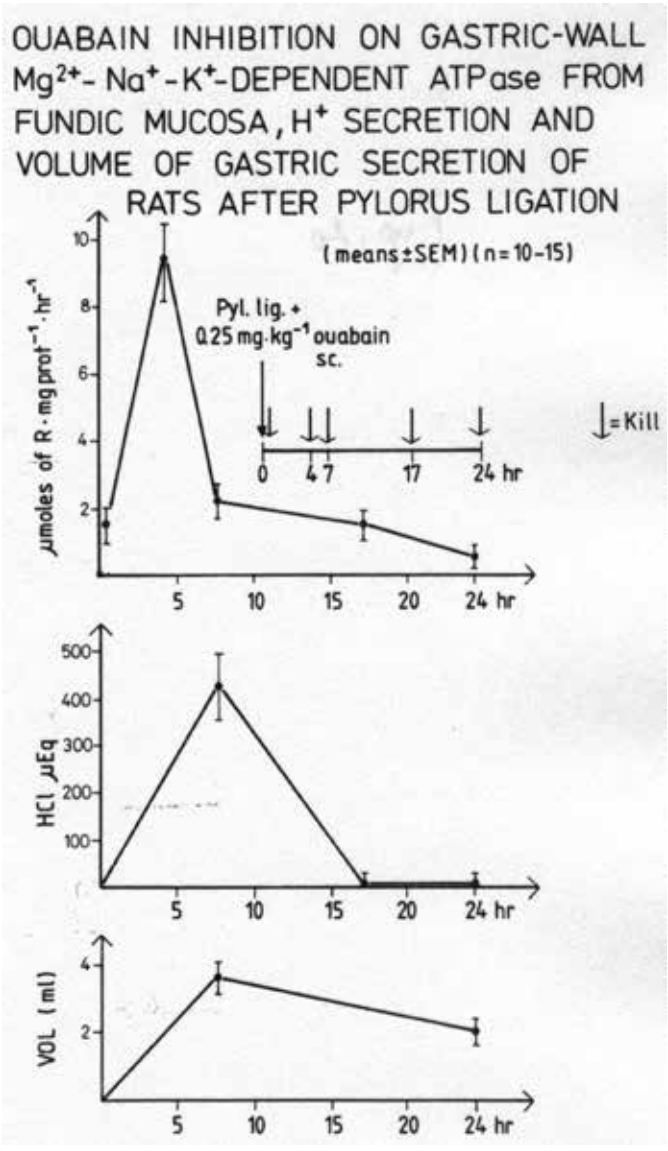 OUABAIN INHIBITION ON GASTRIC-WALL
Mg²⁺- Na⁺-K⁺-DEPENDENT ATPase FROM
FUNDIC MUCOSA, H⁺ SECRETION AND
VOLUME OF GASTRIC SECRETION OF
RATS AFTER PYLORUS LIGATION
(means±SEM)(n=10-15)
µmoles of R·mgprot⁻¹·hr⁻¹
10
8
6
4
2
Pyl. lig. +
0.25 mg·kg⁻¹ ouabain
sc.
0 4 7 17 24 hr
=Kill
5 10 15 20 24 hr
HCl µEq
500
400
300
200
100
5 10 15 20 24 hr
VOL (ml)
4
2
5 10 15 20 24 hr